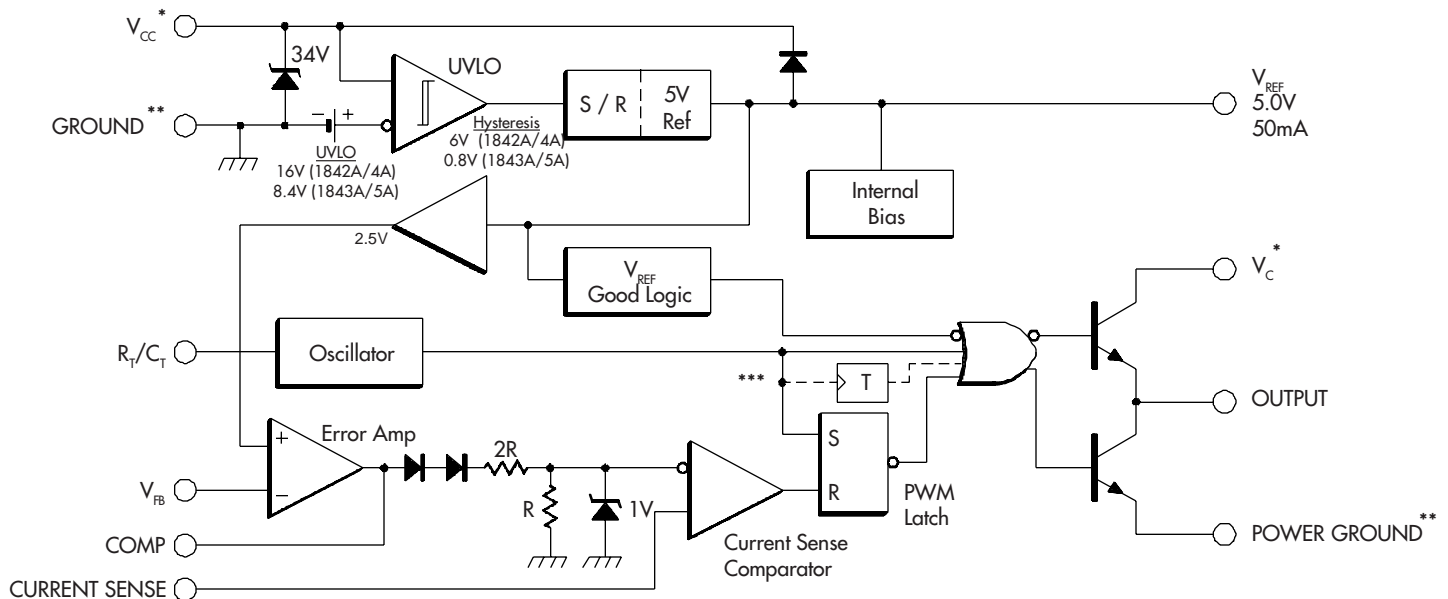 VCC*
34V
UVLO
S / R
5V
Ref
VREF
5.0V
50mA
GROUND**
− +
Hysteresis
6V (1842A/4A)
0.8V (1843A/5A)
UVLO
16V (1842A/4A)
8.4V (1843A/5A)
Internal
Bias
2.5V
VREF
Good Logic
VC*
RT/CT
Oscillator
***
T
OUTPUT
Error Amp
+
−
2R
S
R
VFB
R
1V
PWM
Latch
COMP
Current Sense
Comparator
POWER GROUND**
CURRENT SENSE